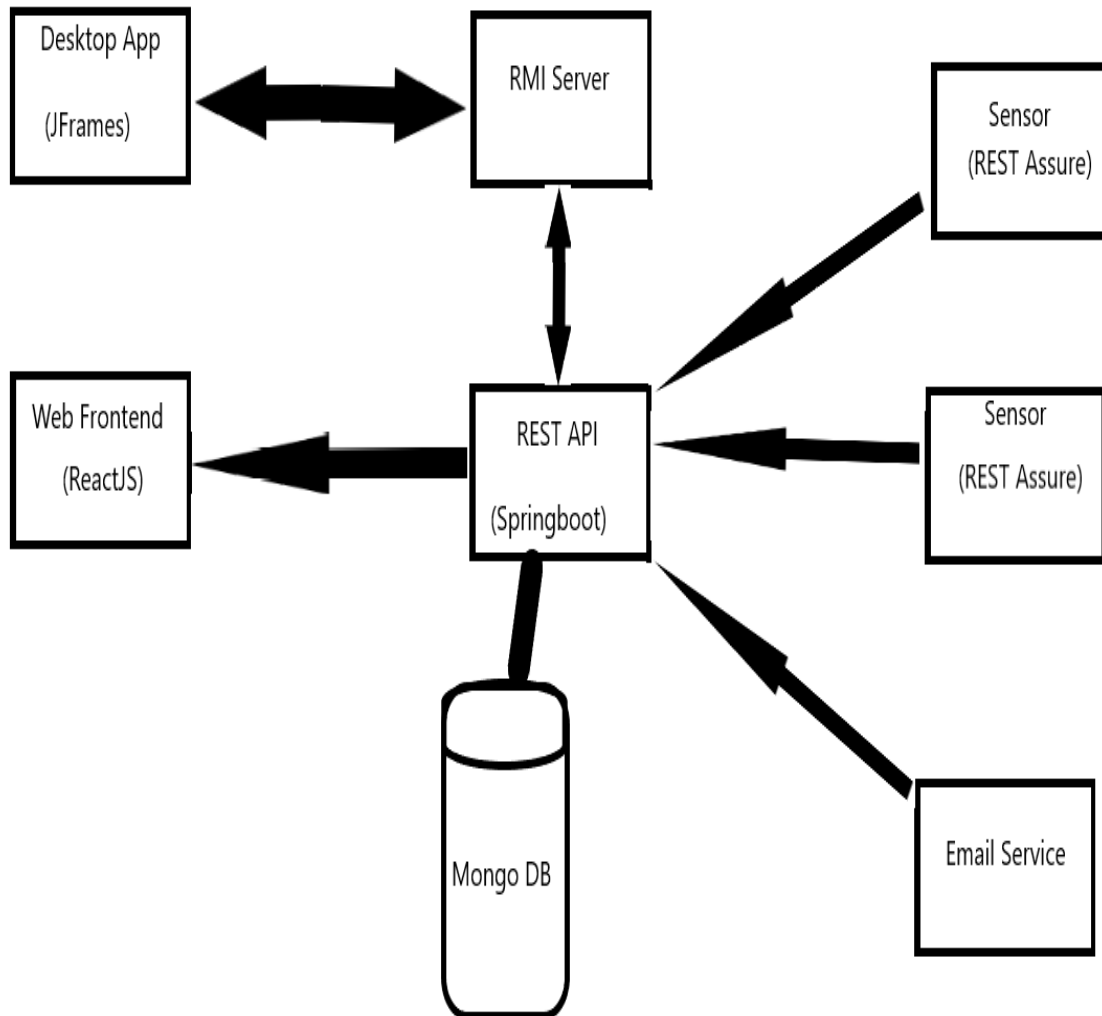 Desktop App
(JFrames)
RMI Server
Sensor
(REST Assure)
Web Frontend
(ReactJS)
REST API
(Springboot)
Sensor
(REST Assure)
Mongo DB
Email Service